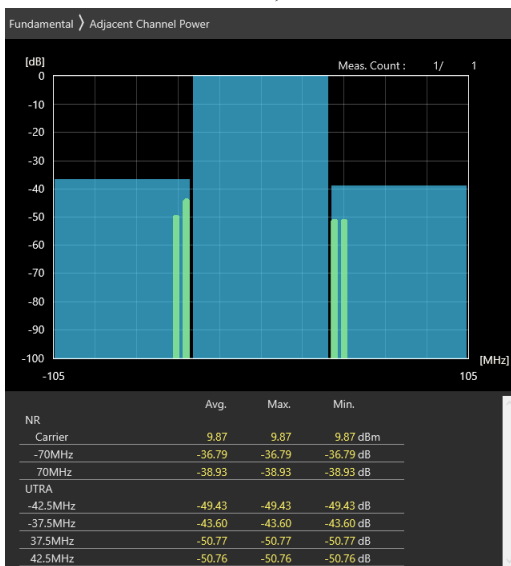 Fundamental 〉 Adjacent Channel Power
[dB] Meas. Count : 1/ 1
0
-10
-20
-30
-40
-50
-60
-70
-80
-90
-100 [MHz]
-105 105
Avg. Max. Min.
NR
Carrier 9.87 9.87 9.87 dBm
-70MHz -36.79 -36.79 -36.79 dB
70MHz -38.93 -38.93 -38.93 dB
UTRA
-42.5MHz -49.43 -49.43 -49.43 dB
-37.5MHz -43.60 -43.60 -43.60 dB
37.5MHz -50.77 -50.77 -50.77 dB
42.5MHz -50.76 -50.76 -50.76 dB